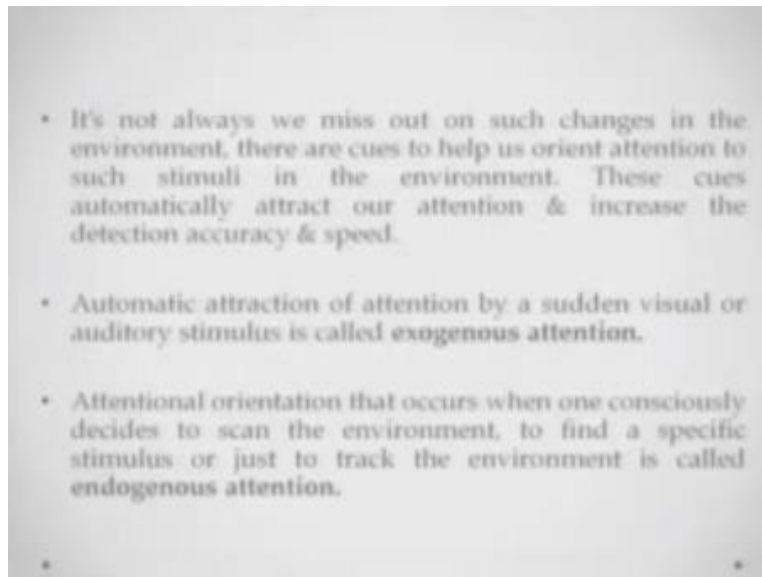 • It's not always we miss out on such changes in the
environment, there are cues to help us orient attention to
such stimuli in the environment. These cues
automatically attract our attention & increase the
detection accuracy & speed.
• Automatic attraction of attention by a sudden visual or
auditory stimulus is called exogenous attention.
• Attentional orientation that occurs when one consciously
decides to scan the environment, to find a specific
stimulus or just to track the environment is called
endogenous attention.